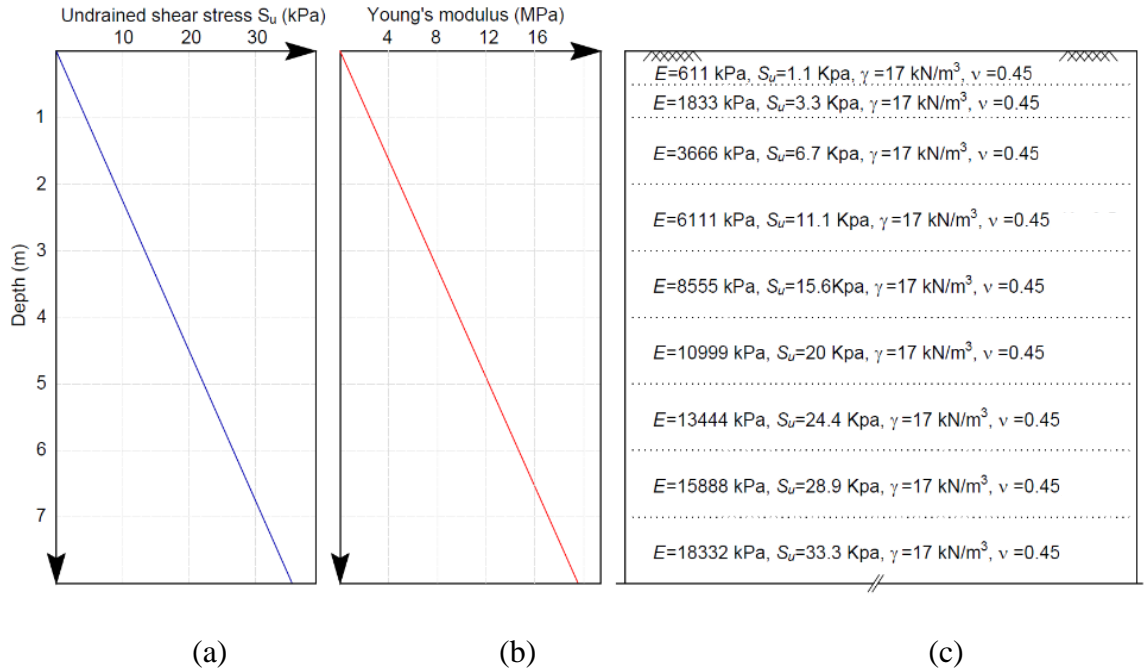 Undrained shear stress Su (kPa)
10 20 30
Depth (m)
1
2
3
4
5
6
7
Young's modulus (MPa)
4 8 12 16
E=611 kPa, Su=1.1 Kpa, γ =17 kN/m³, ν =0.45
E=1833 kPa, Su=3.3 Kpa, γ =17 kN/m³, ν =0.45
E=3666 kPa, Su=6.7 Kpa, γ =17 kN/m³, ν =0.45
E=6111 kPa, Su=11.1 Kpa, γ =17 kN/m³, ν =0.45
E=8555 kPa, Su=15.6Kpa, γ =17 kN/m³, ν =0.45
E=10999 kPa, Su=20 Kpa, γ =17 kN/m³, ν =0.45
E=13444 kPa, Su=24.4 Kpa, γ =17 kN/m³, ν =0.45
E=15888 kPa, Su=28.9 Kpa, γ =17 kN/m³, ν =0.45
E=18332 kPa, Su=33.3 Kpa, γ =17 kN/m³, ν =0.45
(a) (b) (c)